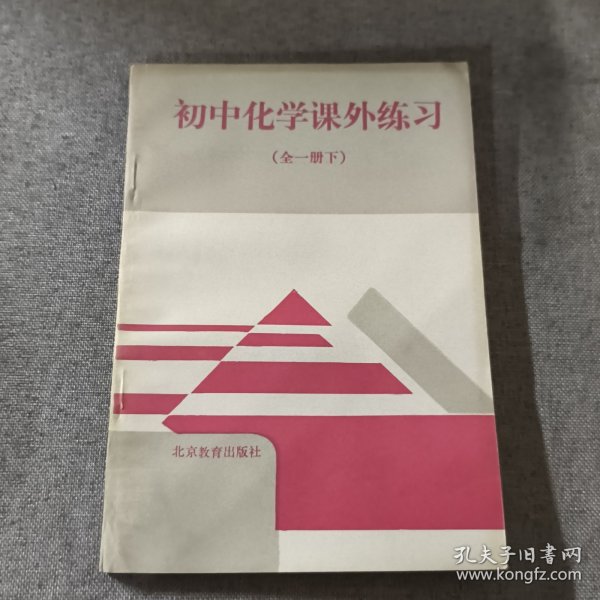 初中化学课外练习
（全一册下）
北京教育出版社
孔夫子旧书网
www.kongfz.com